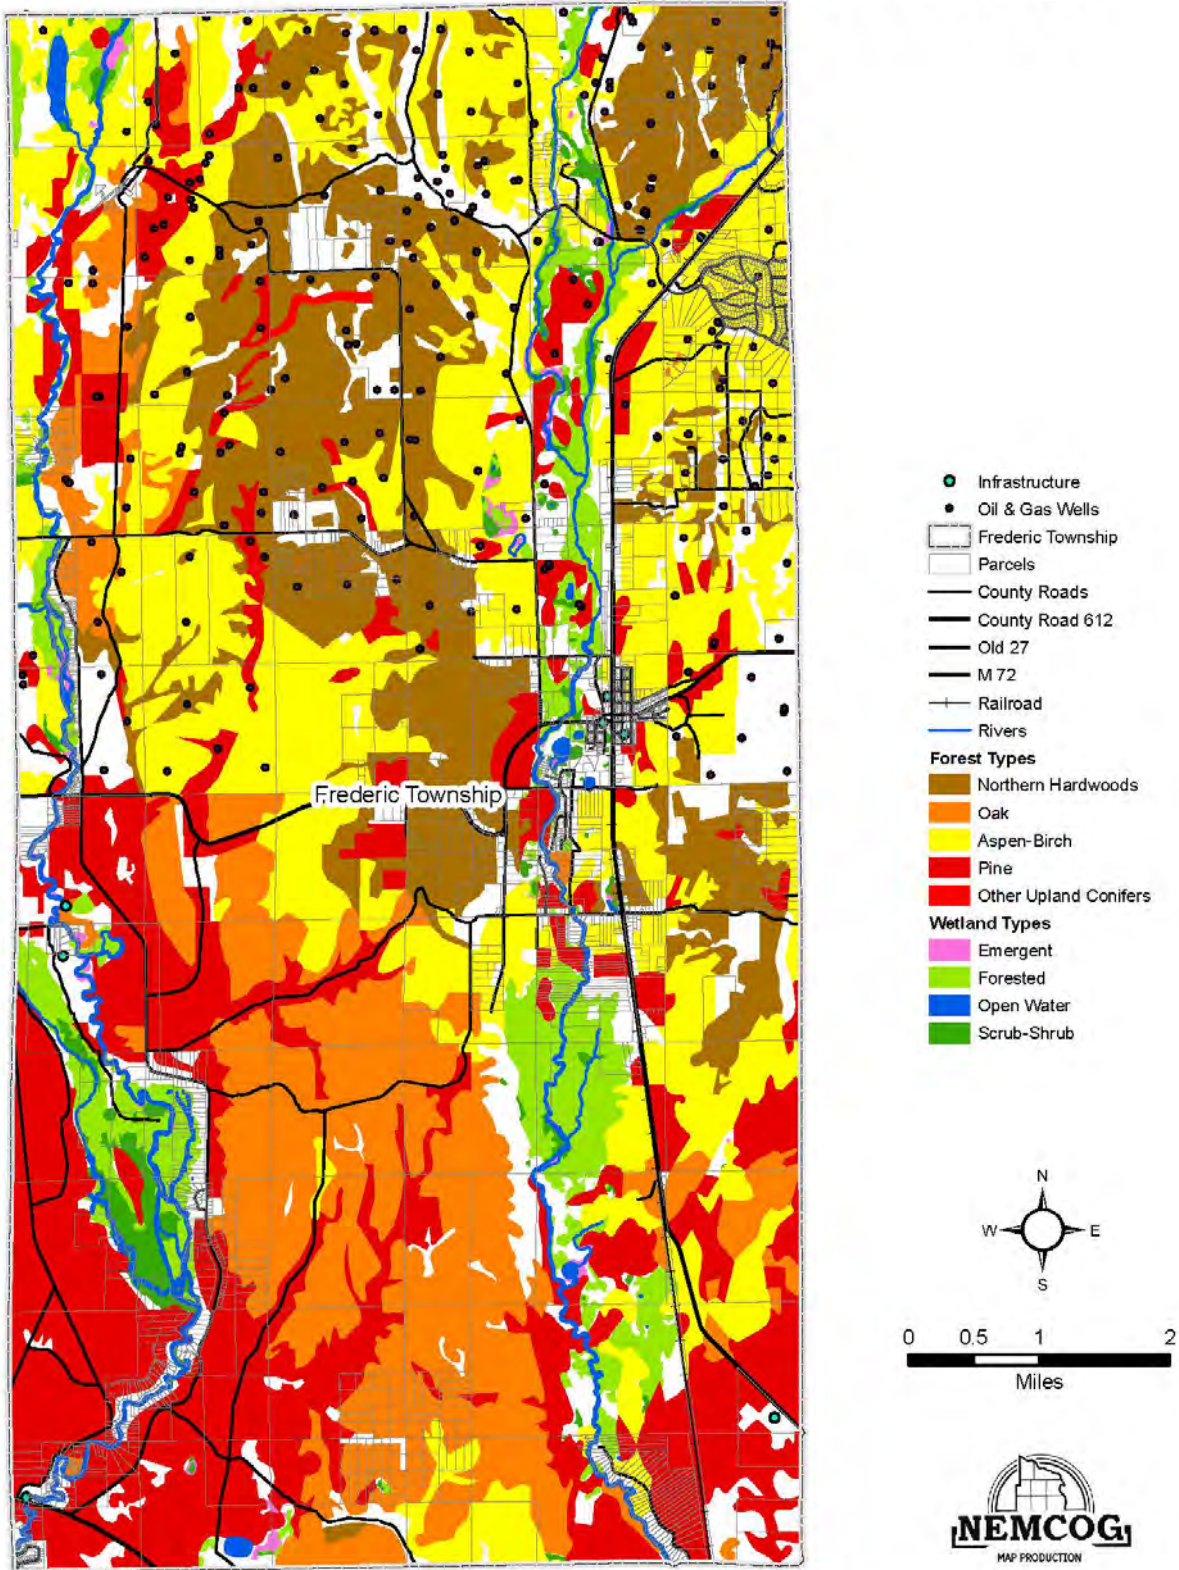 Frederic Township
Infrastructure
Oil & Gas Wells
Frederic Township
Parcels
County Roads
County Road 612
Old 27
M 72
Railroad
Rivers
Forest Types
Northern Hardwoods
Oak
Aspen-Birch
Pine
Other Upland Conifers
Wetland Types
Emergent
Forested
Open Water
Scrub-Shrub
N
W E
S
0 0.5 1 2
Miles
NEMCOG
MAP PRODUCTION